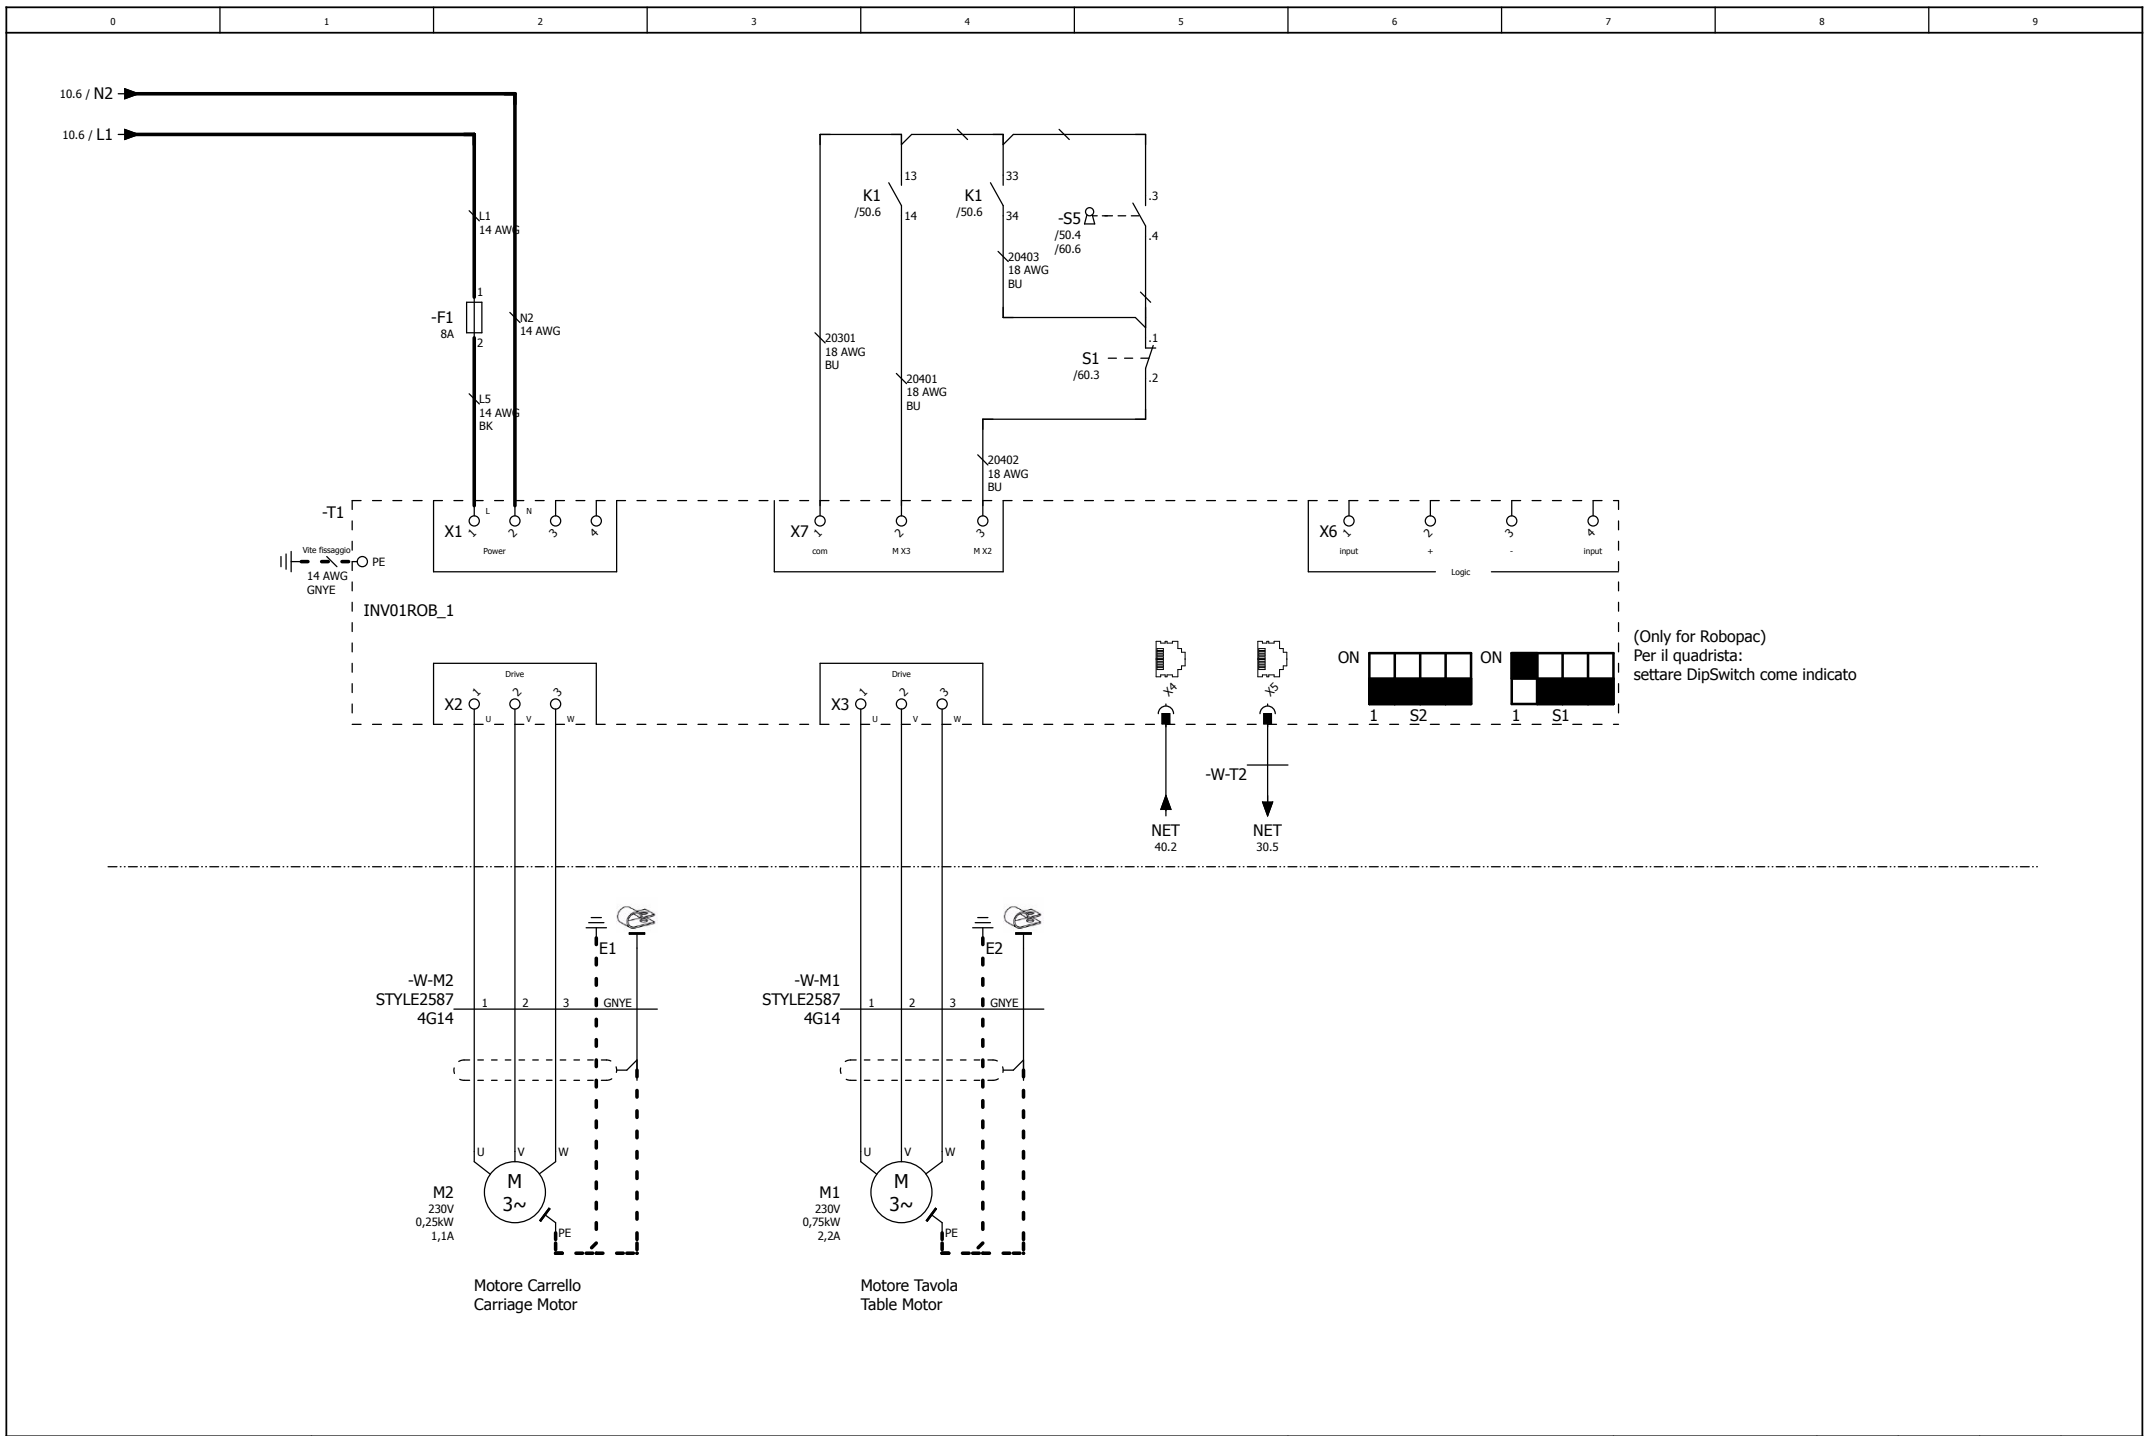 0 1 2 3 4 5 6 7 8 9
10.6 / N2
10.6 / L1
L1
14 AWG
-F1
8A
1
2
N2
14 AWG
L5
14 AWG
BK
K1
/50.6
13
14
K1
/50.6
33
34
-S5
/50.4
/60.6
.3
.4
20403
18 AWG
BU
20301
18 AWG
BU
S1
/60.3
.1
.2
20401
18 AWG
BU
20402
18 AWG
BU
-T1
X1
L N
1 2 3 4
Power
X7
1 2 3
com M X3 M X2
X6
1 2 3 4
input + - input
Logic
Vite fissaggio
PE
14 AWG
GNYE
INV01ROB_1
Drive
X2
1 2 3
U V W
Drive
X3
1 2 3
U V W
X4
X5
ON
1 S2
ON
1 S1
(Only for Robopac)
Per il quadrista:
settare DipSwitch come indicato
-W-T2
NET
40.2
NET
30.5
E1
-W-M2
STYLE2587
4G14
1 2 3 GNYE
E2
-W-M1
STYLE2587
4G14
1 2 3 GNYE
U V W
M
3~
M2
230V
0,25kW
1,1A
PE
Motore Carrello
Carriage Motor
U V W
M
3~
M1
230V
0,75kW
2,2A
PE
Motore Tavola
Table Motor